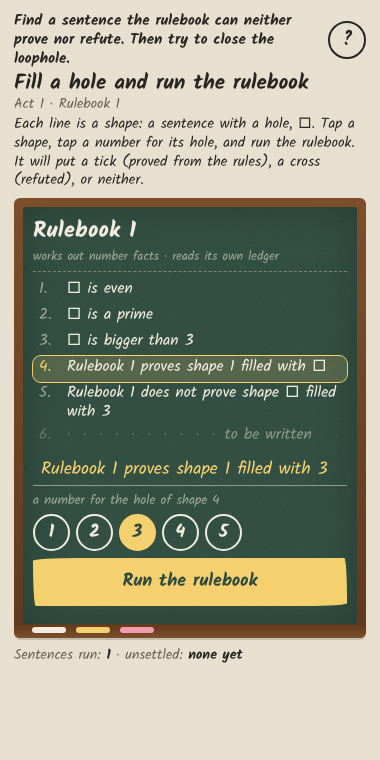 Find a sentence the rulebook can neither
prove nor refute. Then try to close the
loophole.
?
Fill a hole and run the rulebook
Act 1 · Rulebook 1
Each line is a shape: a sentence with a hole, □. Tap a
shape, tap a number for its hole, and run the rulebook.
It will put a tick (proved from the rules), a cross
(refuted), or neither.
Rulebook 1
works out number facts · reads its own ledger
1. □ is even
2. □ is a prime
3. □ is bigger than 3
4. Rulebook 1 proves shape 1 filled with □
5. Rulebook 1 does not prove shape □ filled
with 3
6. · · · · · · · · · · to be written
Rulebook 1 proves shape 1 filled with 3
a number for the hole of shape 4
1 2 3 4 5
Run the rulebook
Sentences run: 1 · unsettled: none yet